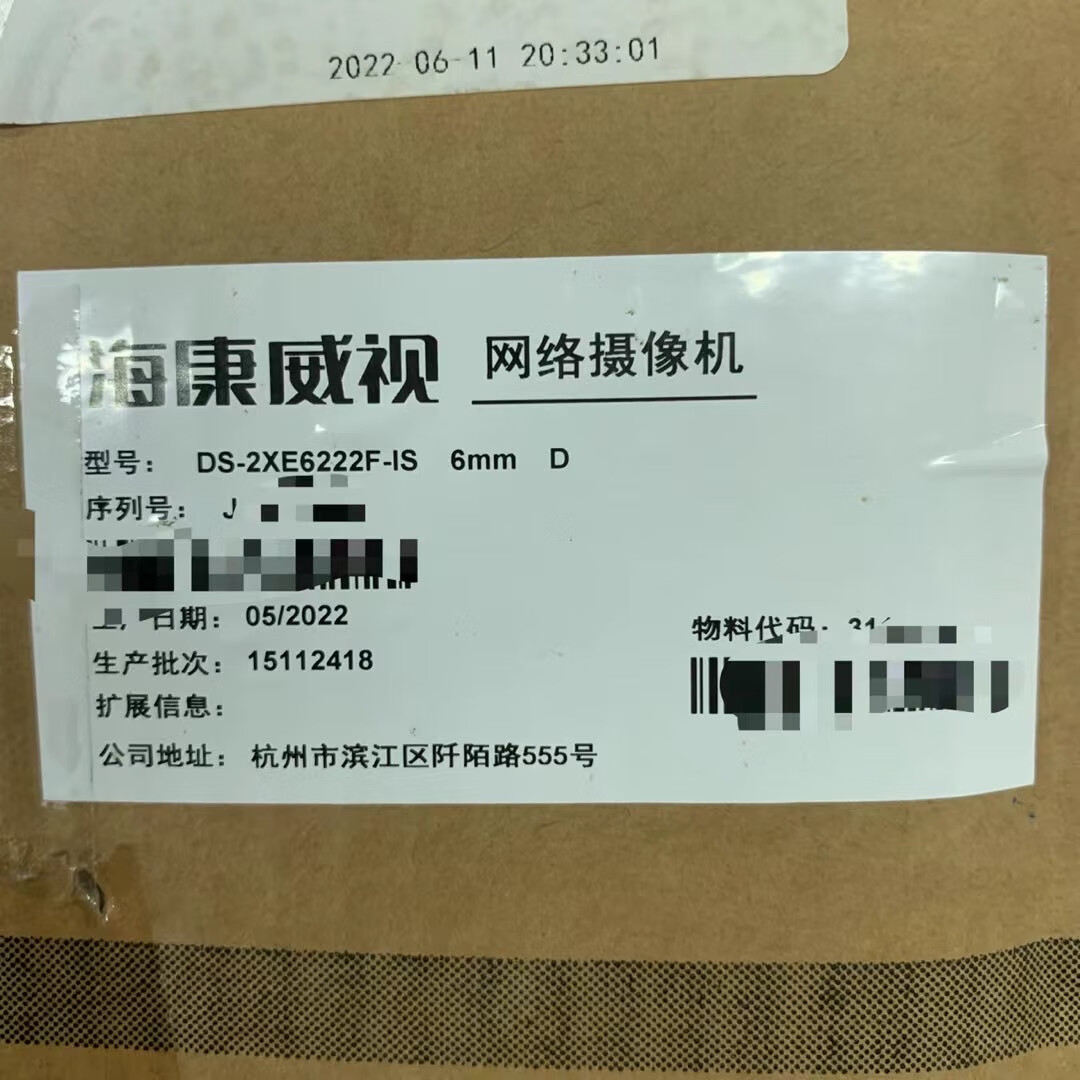 2022-06-11 20:33:01
海康威视 网络摄像机
型号： DS-2XE6222F-IS 6mm D
序列号： J
日期： 05/2022
物料代码： 31
生产批次： 15112418
扩展信息：
公司地址： 杭州市滨江区阡陌路555号